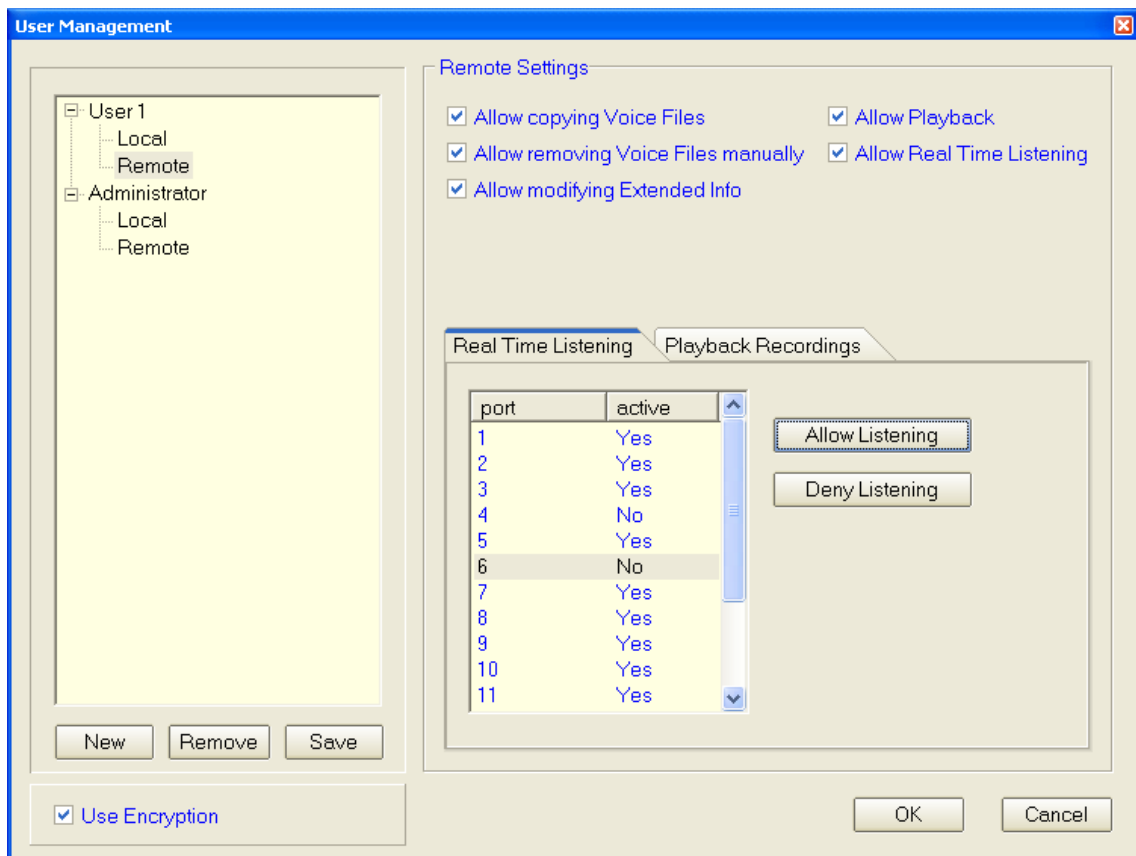 User Management
User 1
Local
Remote
Administrator
Local
Remote
New Remove Save
Use Encryption
Remote Settings
Allow copying Voice Files Allow Playback
Allow removing Voice Files manually Allow Real Time Listening
Allow modifying Extended Info
Real Time Listening Playback Recordings
port active
1 Yes
2 Yes
3 Yes
4 No
5 Yes
6 No
7 Yes
8 Yes
9 Yes
10 Yes
11 Yes
Allow Listening
Deny Listening
OK Cancel